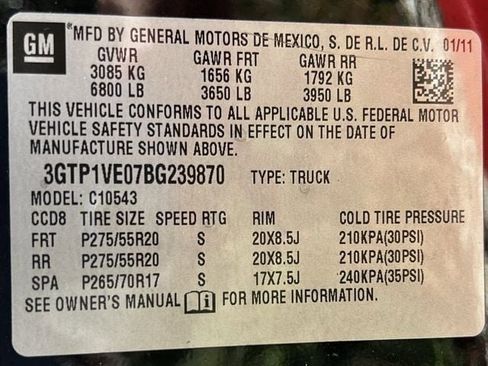 GM *MFD BY GENERAL MOTORS DE MEXICO, S. DE R.L. DE C.V. 01/11
GVWR GAWR FRT GAWR RR
3085 KG 1656 KG 1792 KG
6800 LB 3650 LB 3950 LB
THIS VEHICLE CONFORMS TO ALL APPLICABLE U.S. FEDERAL MOTOR
VEHICLE SAFETY STANDARDS IN EFFECT ON THE DATE OF
MANUFACTURE SHOWN ABOVE.
3GTP1VE07BG239870 TYPE: TRUCK
MODEL: C10543
CCD8 TIRE SIZE SPEED RTG RIM COLD TIRE PRESSURE
FRT P275/55R20 S 20X8.5J 210KPA(30PSI)
RR P275/55R20 S 20X8.5J 210KPA(30PSI)
SPA P265/70R17 S 17X7.5J 240KPA(35PSI)
SEE OWNER'S MANUAL i FOR MORE INFORMATION.